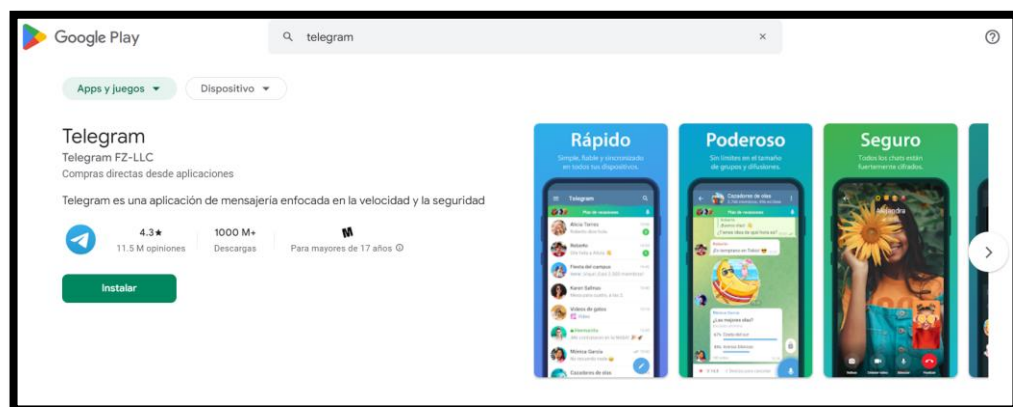 Google Play
telegram
×
Apps y juegos
Dispositivo
Telegram
Telegram FZ-LLC
Compras directas desde aplicaciones
Telegram es una aplicación de mensajería enfocada en la velocidad y la seguridad
4.3★
11.5 M opiniones
1000 M+
Descargas
Para mayores de 17 años
Instalar
Rápido
Simple, fiable y sincronizado
en todos tus dispositivos.
Telegram
Alicia Torres
Roberto
Fiesta del campus
Karen Salinas
Videos de gatos
Mónica García
Cazadores de olas
Poderoso
Sin límites en el tamaño
de grupos y difusiones.
Cazadores de olas
Seguro
Todos los chats están
fuertemente cifrados.
Alejandra